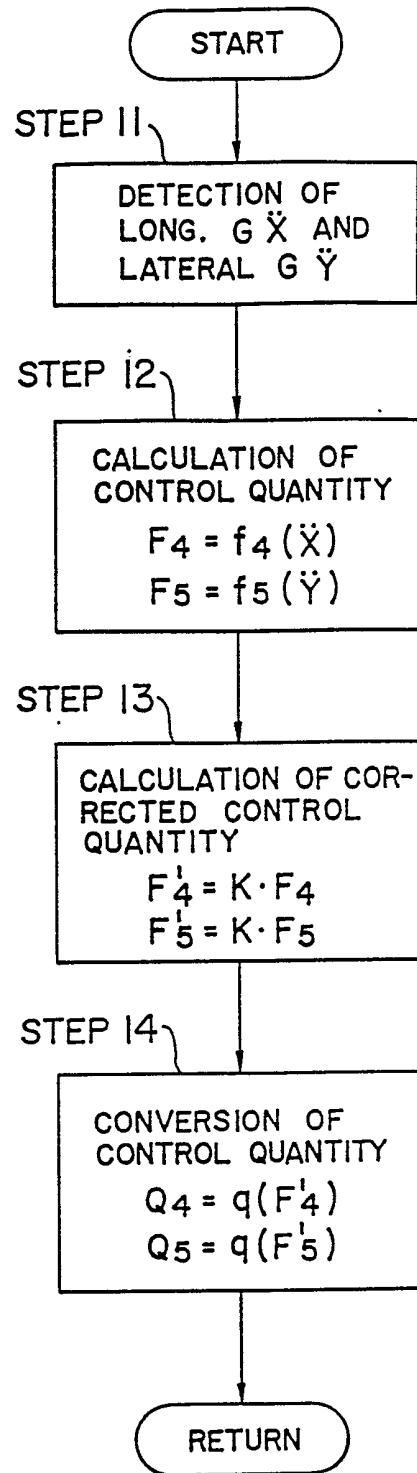 START
STEP 11
DETECTION OF
LONG. G Ẍ AND
LATERAL G Ÿ
STEP 12
CALCULATION OF
CONTROL QUANTITY
F4 = f4 (Ẍ)
F5 = f5 (Ÿ)
STEP 13
CALCULATION OF COR-
RECTED CONTROL
QUANTITY
F'4 = K · F4
F'5 = K · F5
STEP 14
CONVERSION OF
CONTROL QUANTITY
Q4 = q(F'4)
Q5 = q(F'5)
RETURN